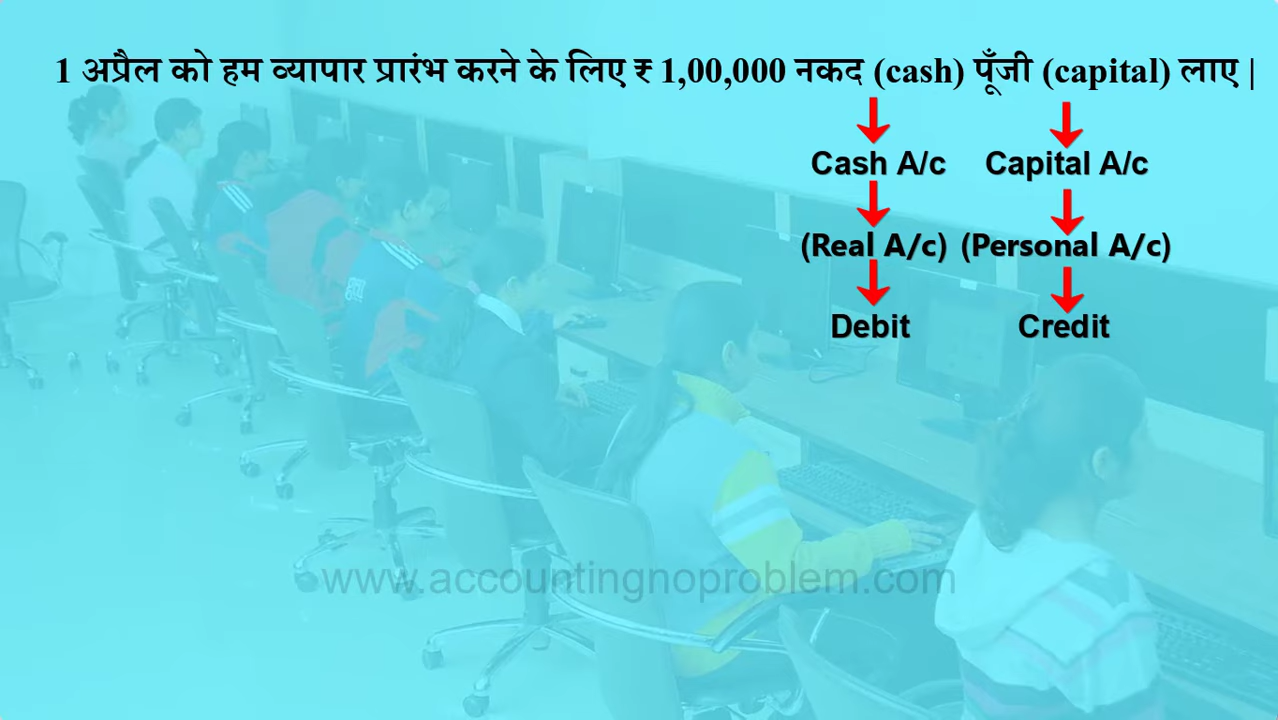 1 अप्रैल को हम व्यापार प्रारंभ करने के लिए ₹ 1,00,000 नकद (cash) पूँजी (capital) लाए |
Cash A/c Capital A/c
(Real A/c) (Personal A/c)
Debit Credit
www.accountingnoproblem.com